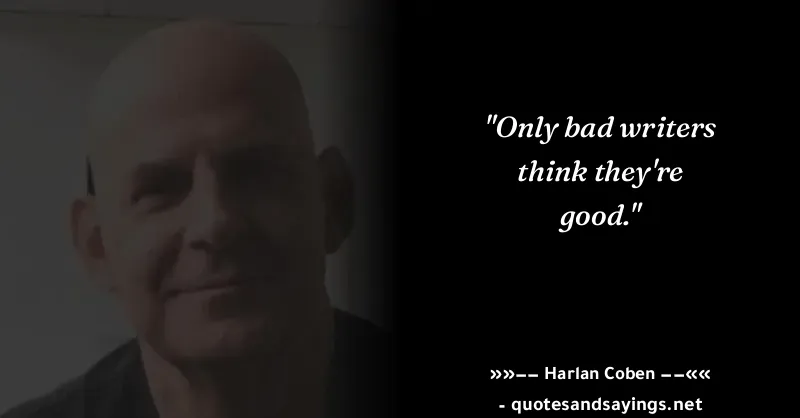 "Only bad writers
think they're
good."
»»—— Harlan Coben ——««
- quotesandsayings.net